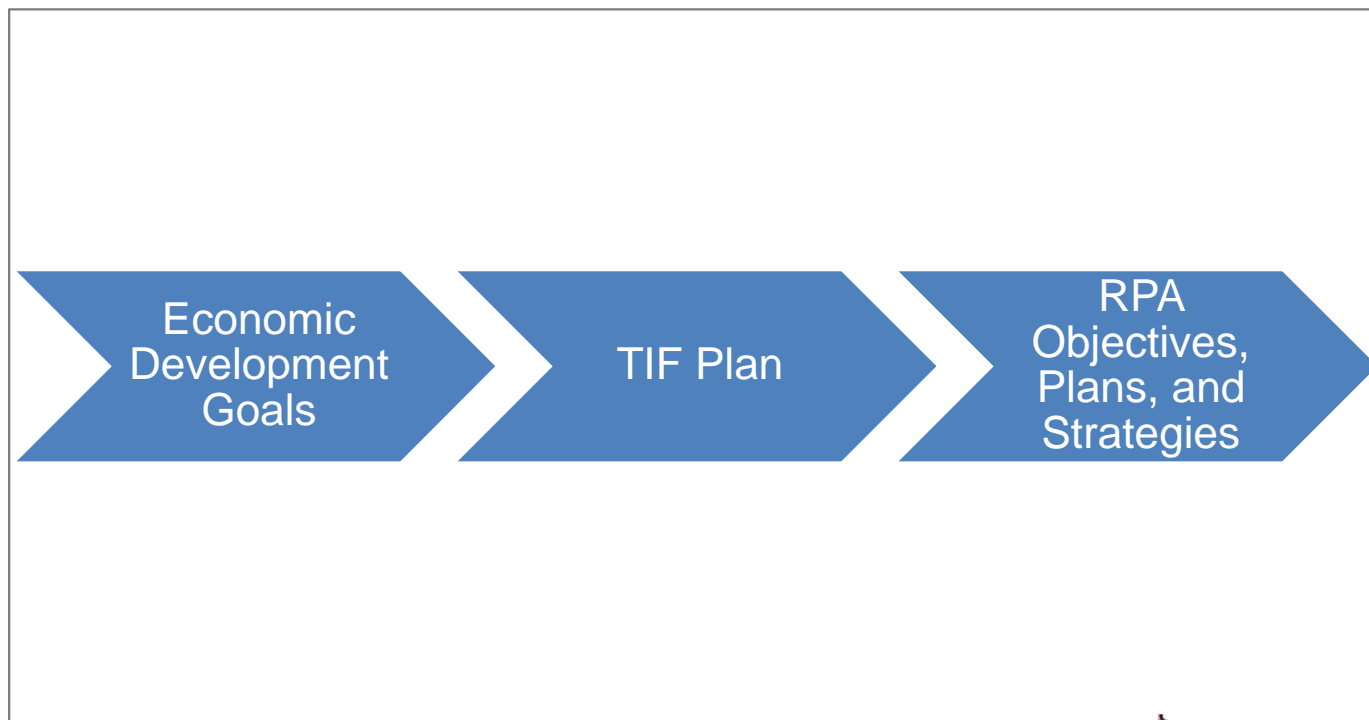 Economic
Development
Goals
TIF Plan
RPA
Objectives,
Plans, and
Strategies